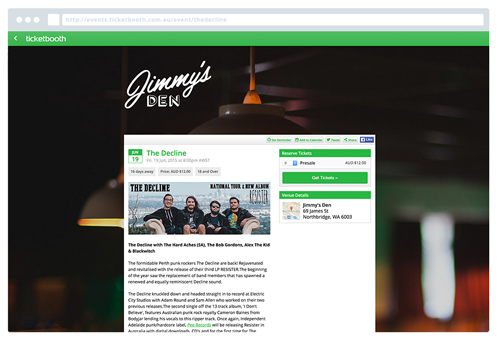 http://events.ticketbooth.com.au/event/thedecline
ticketbooth
Jimmy's
DEN
Set Reminder Add to Calendar Tweet Share Like
JUN
19
The Decline
Fri, 19 Jun, 2015 at 8:00pm AWST
16 days away Price: AUD $12.00 18 and Over
THE DECLINE
NATIONAL TOUR & NEW ALBUM
RESISTER
Reserve Tickets
0 Presale AUD $12.00
Get Tickets »
Venue Details
Jimmy's Den
69 James St
Northbridge, WA 6003
The Decline with The Hard Aches (SA), The Bob Gordons, Alex The Kid
& Blackwitch
The formidable Perth punk rockers The Decline are back! Rejuvenated
and revitalised with the release of their third LP RESISTER.The beginning
of the year saw the replacement of band members that has spawned a
renewed and equally reminiscent Decline sound.
The Decline knuckled down and headed straight in to record at Electric
City Studios with Adam Round and Sam Allen who worked on their two
previous releases.The second single off the 13 track album, 'I Don't
Believe', features Australian punk rock royalty Cameron Baines from
Bodyjar lending his vocals to this ripper track. Once again, Independent
Adelaide punk/hardcore label, Pee Records will be releasing Resister in
Australia with digital downloads, CD's and for the first time for The